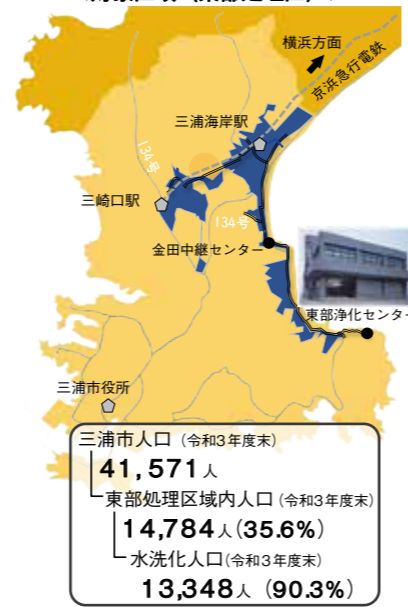 横浜方面
京浜急行電鉄
三浦海岸駅
134号
三崎口駅
134号
金田中継センター
東部浄化センター
三浦市役所
三浦市人口（令和3年度末）
41,571人
東部処理区域内人口（令和3年度末）
14,784人（35.6%）
水洗化人口（令和3年度末）
13,348人（90.3%）